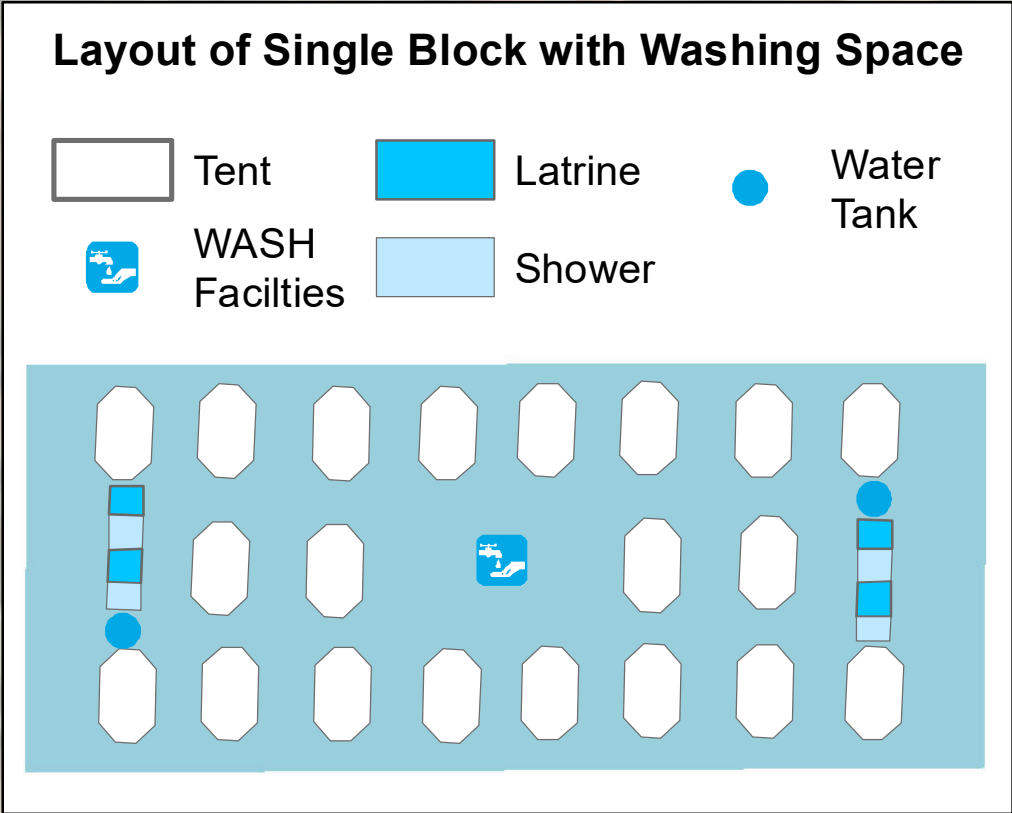 Layout of Single Block with Washing Space
Tent
Latrine
Water
Tank
WASH
Facilties
Shower